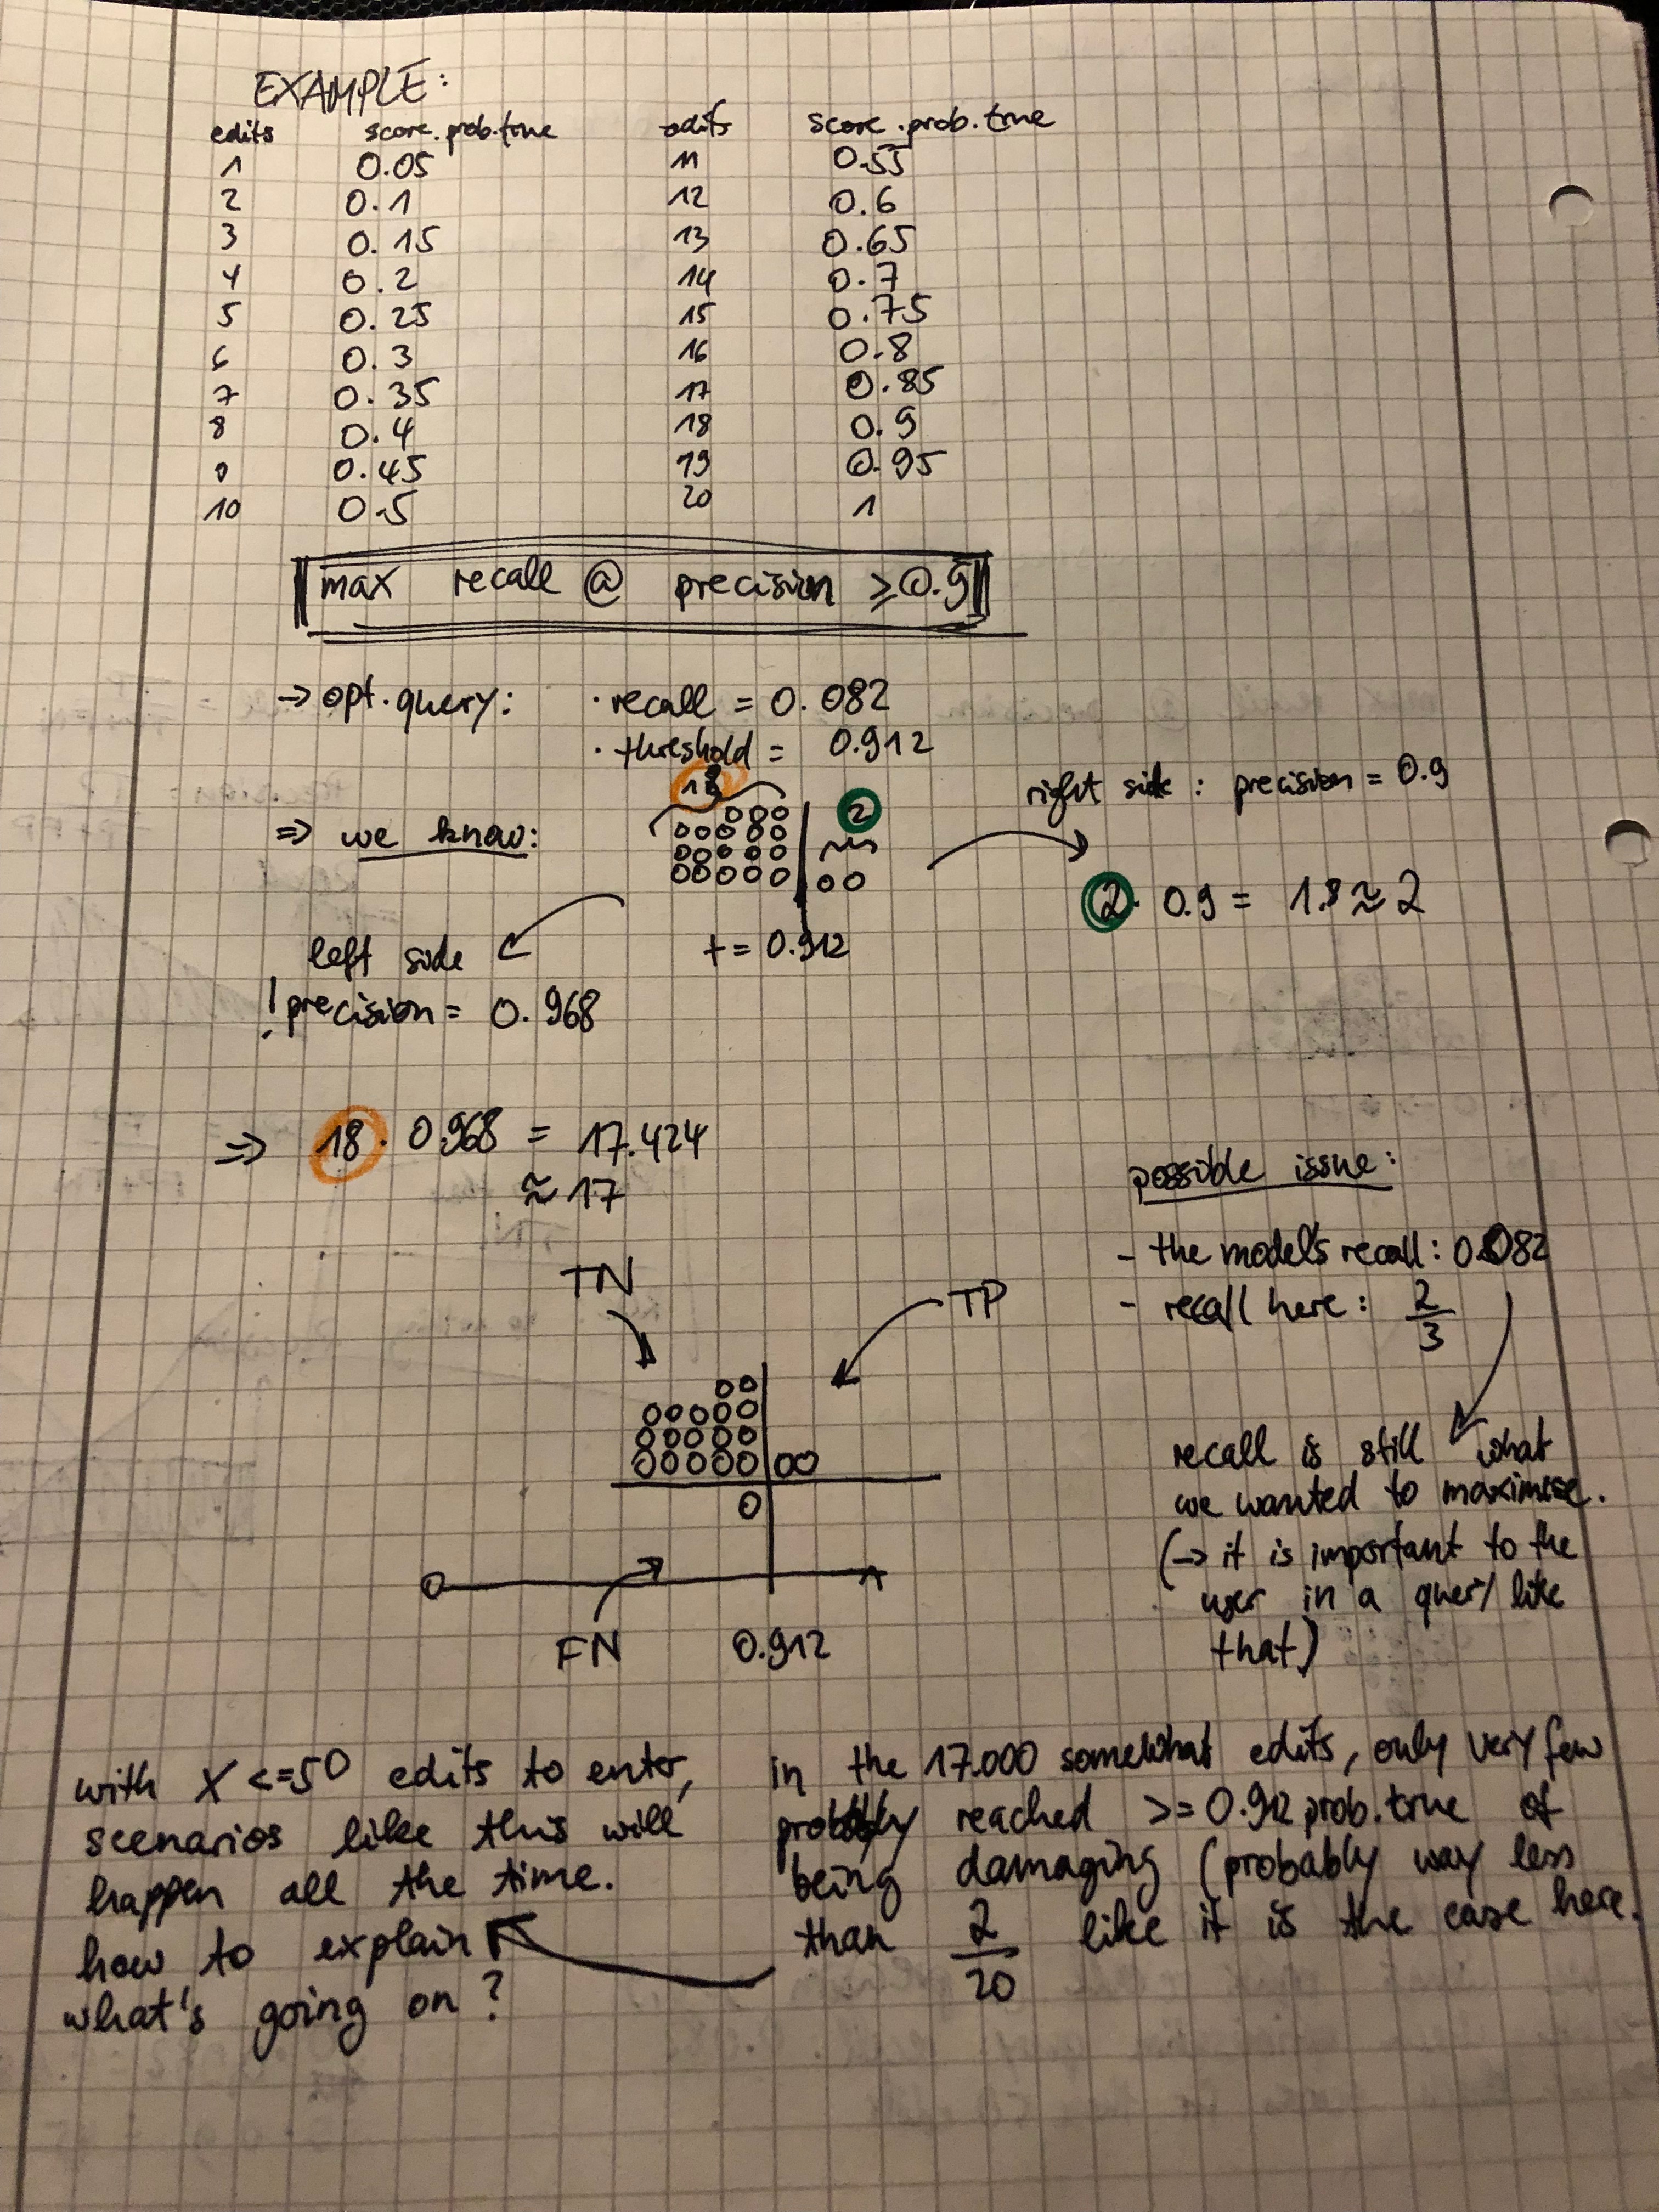 EXAMPLE:
edits score.prob.true edits score.prob.true
1 0.05 11 0.55
2 0.1 12 0.6
3 0.15 13 0.65
4 0.2 14 0.7
5 0.25 15 0.75
6 0.3 16 0.8
7 0.35 17 0.85
8 0.4 18 0.9
9 0.45 19 0.95
10 0.5 20 1
max recall @ precision ≥0.9
→ opt.query: · recall = 0.082
· threshold = 0.912
18
2
right side: precision = 0.9
⇒ we know:
2 · 0.9 = 1.8 ≈ 2
left side
t = 0.912
! precision = 0.968
⇒ 18 · 0.968 = 17.424
≈ 17
possible issue:
- the model's recall: 0.082
- recall here: 2/3
TN
TP
recall is still what
we wanted to maximise.
(→ it is important to the
user in a query like
that)
0 1
FN 0.912
with X <=50 edits to enter,
scenarios like this will
happen all the time.
how to explain
what's going on?
in the 17.000 somewhat edits, only very few
probably reached >= 0.912 prob.true of
being damaging (probably way less
than 2/20 like it is the case here.